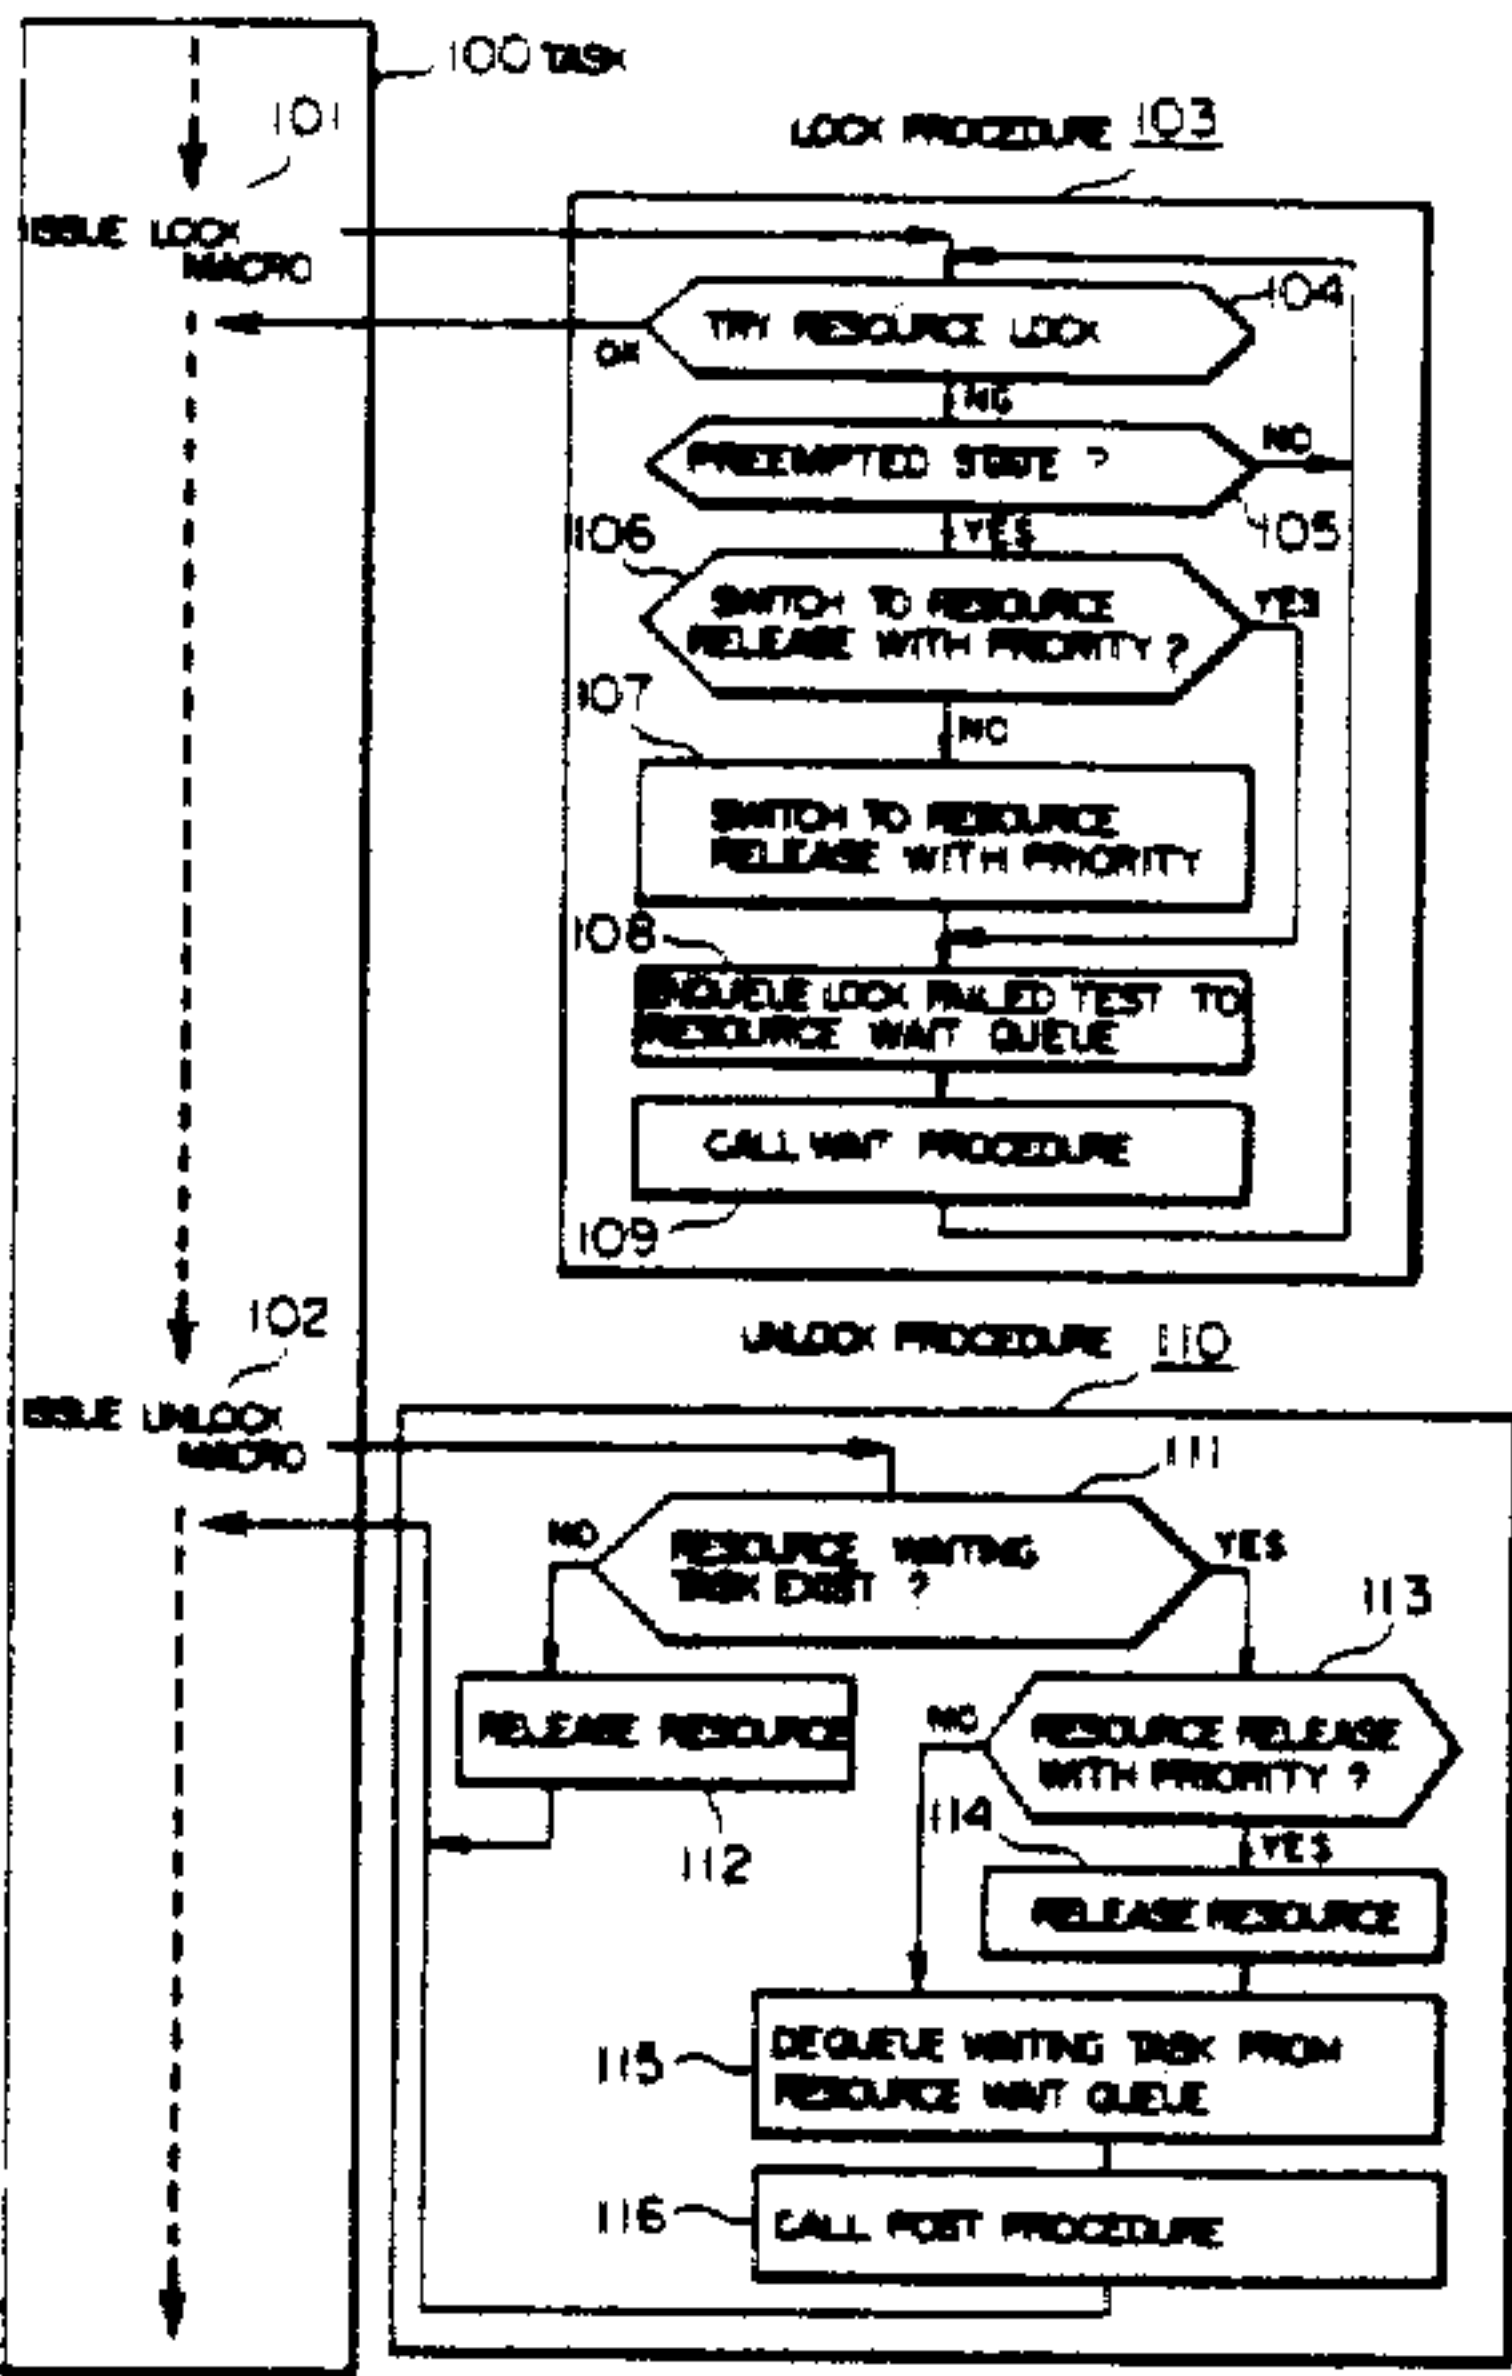 100 TASK
101
LOCK PROCEDURE 103
ISSUE LOCK
MACRO
104
TRY RESOURCE LOCK
OK
NG
PREEMPTED STATE ?
NO
105
YES
106
SWITCH TO RESOURCE
RELEASE WITH PRIORITY ?
YES
107
NO
SWITCH TO RESOURCE
RELEASE WITH PRIORITY
108
ENQUEUE LOCK FAILED TEST TO
RESOURCE WAIT QUEUE
CALL WAIT PROCEDURE
109
102
UNLOCK PROCEDURE 110
ISSUE UNLOCK
MACRO
111
NO
RESOURCE WAITING
TASK EXIST ?
YES
113
RELEASE RESOURCE
NO
RESOURCE RELEASE
WITH PRIORITY ?
112
114
YES
RELEASE RESOURCE
115
DEQUEUE WAITING TASK FROM
RESOURCE WAIT QUEUE
116
CALL POST PROCEDURE